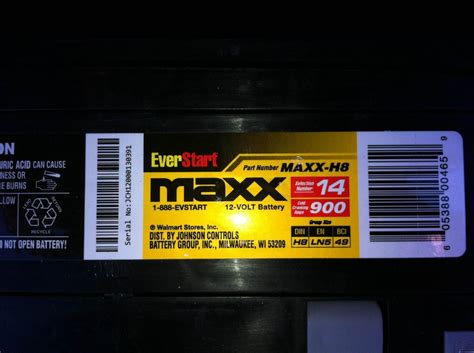 ON
URIC ACID CAN
NESS OR
E BURNS
RECYCLE
O NOT OPEN BATTERY!
Serial No:JCH12000130391
EverStart
maxx
1-888-EVSTART 12-VOLT Battery
® Walmart Stores, Inc.
DIST. BY JOHNSON CONTROLS
BATTERY GROUP, INC., MILWAUKEE, WI 53209
Part Number MAXX-H8
Selection Number 14
Cold Cranking Amps 900
Group Size
DIN EN BCI
H8 LN5 49
6 05388 00465 9